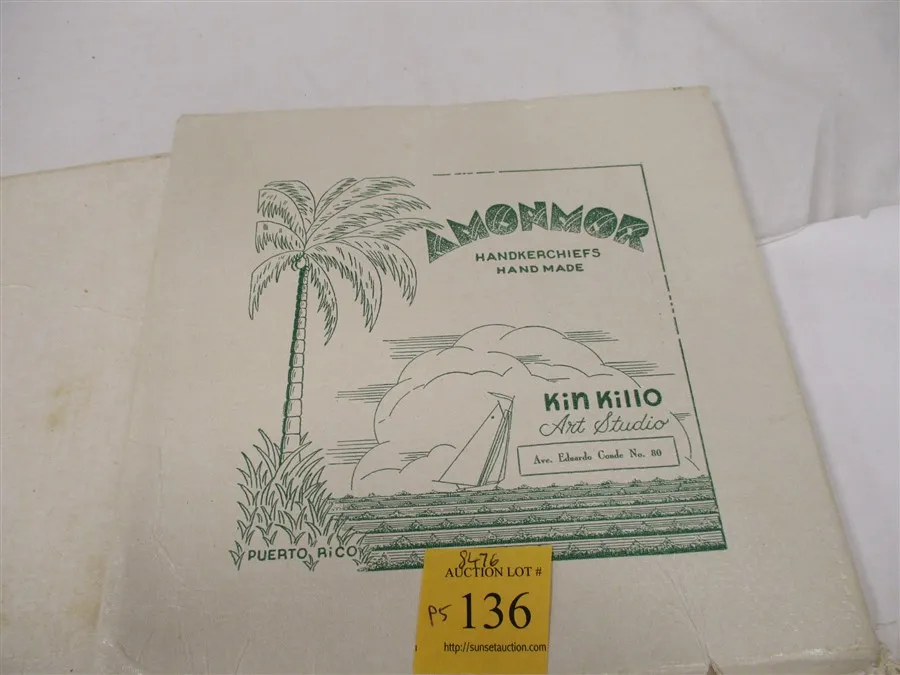 AMONMOR
HANDKERCHIEFS
HAND MADE
KiN KiLLO
Art Studio
Ave. Eduardo Conde No. 80
PUERTO RiCO
8476
AUCTION LOT #
P5 136
http://sunsetauction.com